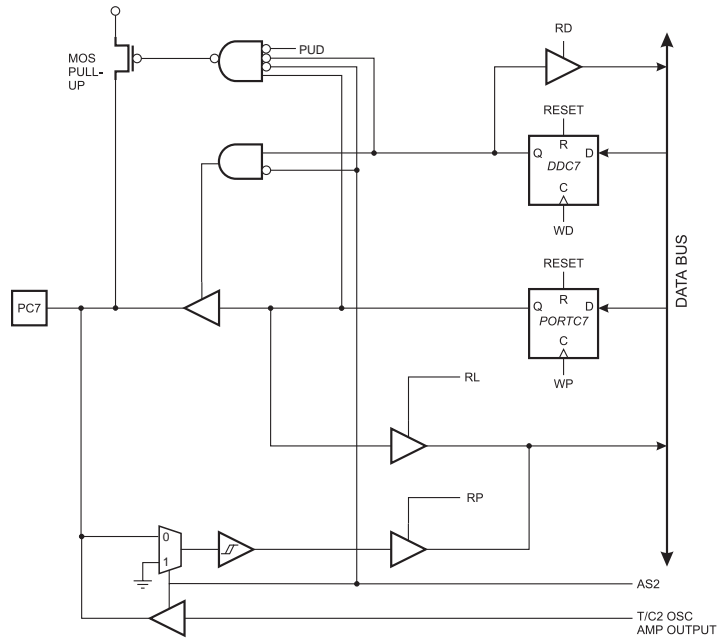 RD
PUD
MOS
PULL-
UP
RESET
R
Q
D
DDC7
C
WD
DATA BUS
RESET
R
Q
D
PC7
PORTC7
C
WP
RL
RP
0
1
AS2
T/C2 OSC
AMP OUTPUT